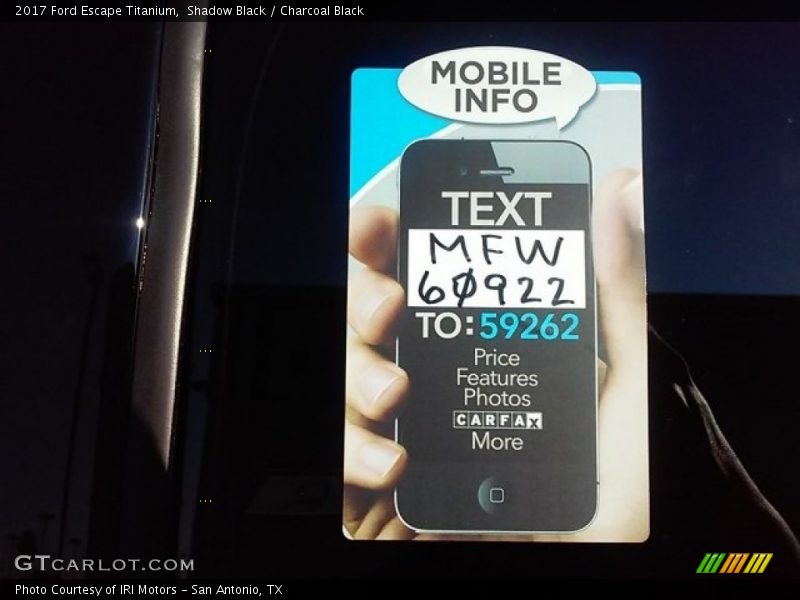 2017 Ford Escape Titanium, Shadow Black / Charcoal Black
MOBILE
INFO
TEXT
MFW
60922
TO: 59262
Price
Features
Photos
CARFAX
More
GTCARLOT.COM
Photo Courtesy of IRI Motors - San Antonio, TX